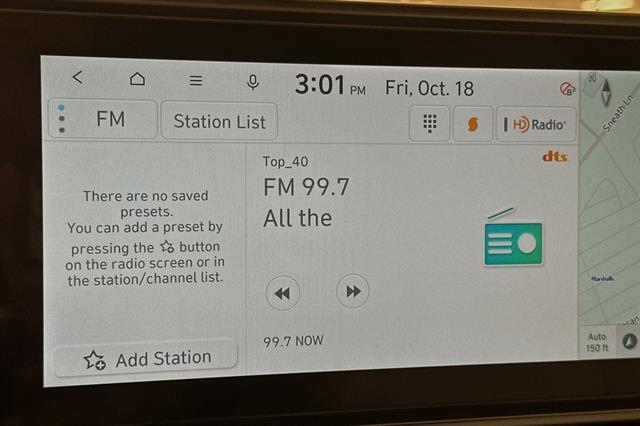 3:01 PM Fri, Oct. 18
FM Station List HD Radio
dts
Top_40
FM 99.7
All the
There are no saved
presets.
You can add a preset by
pressing the button
on the radio screen or in
the station/channel list.
Add Station
99.7 NOW
Sneath Ln
Marshalls
Auto
150 ft